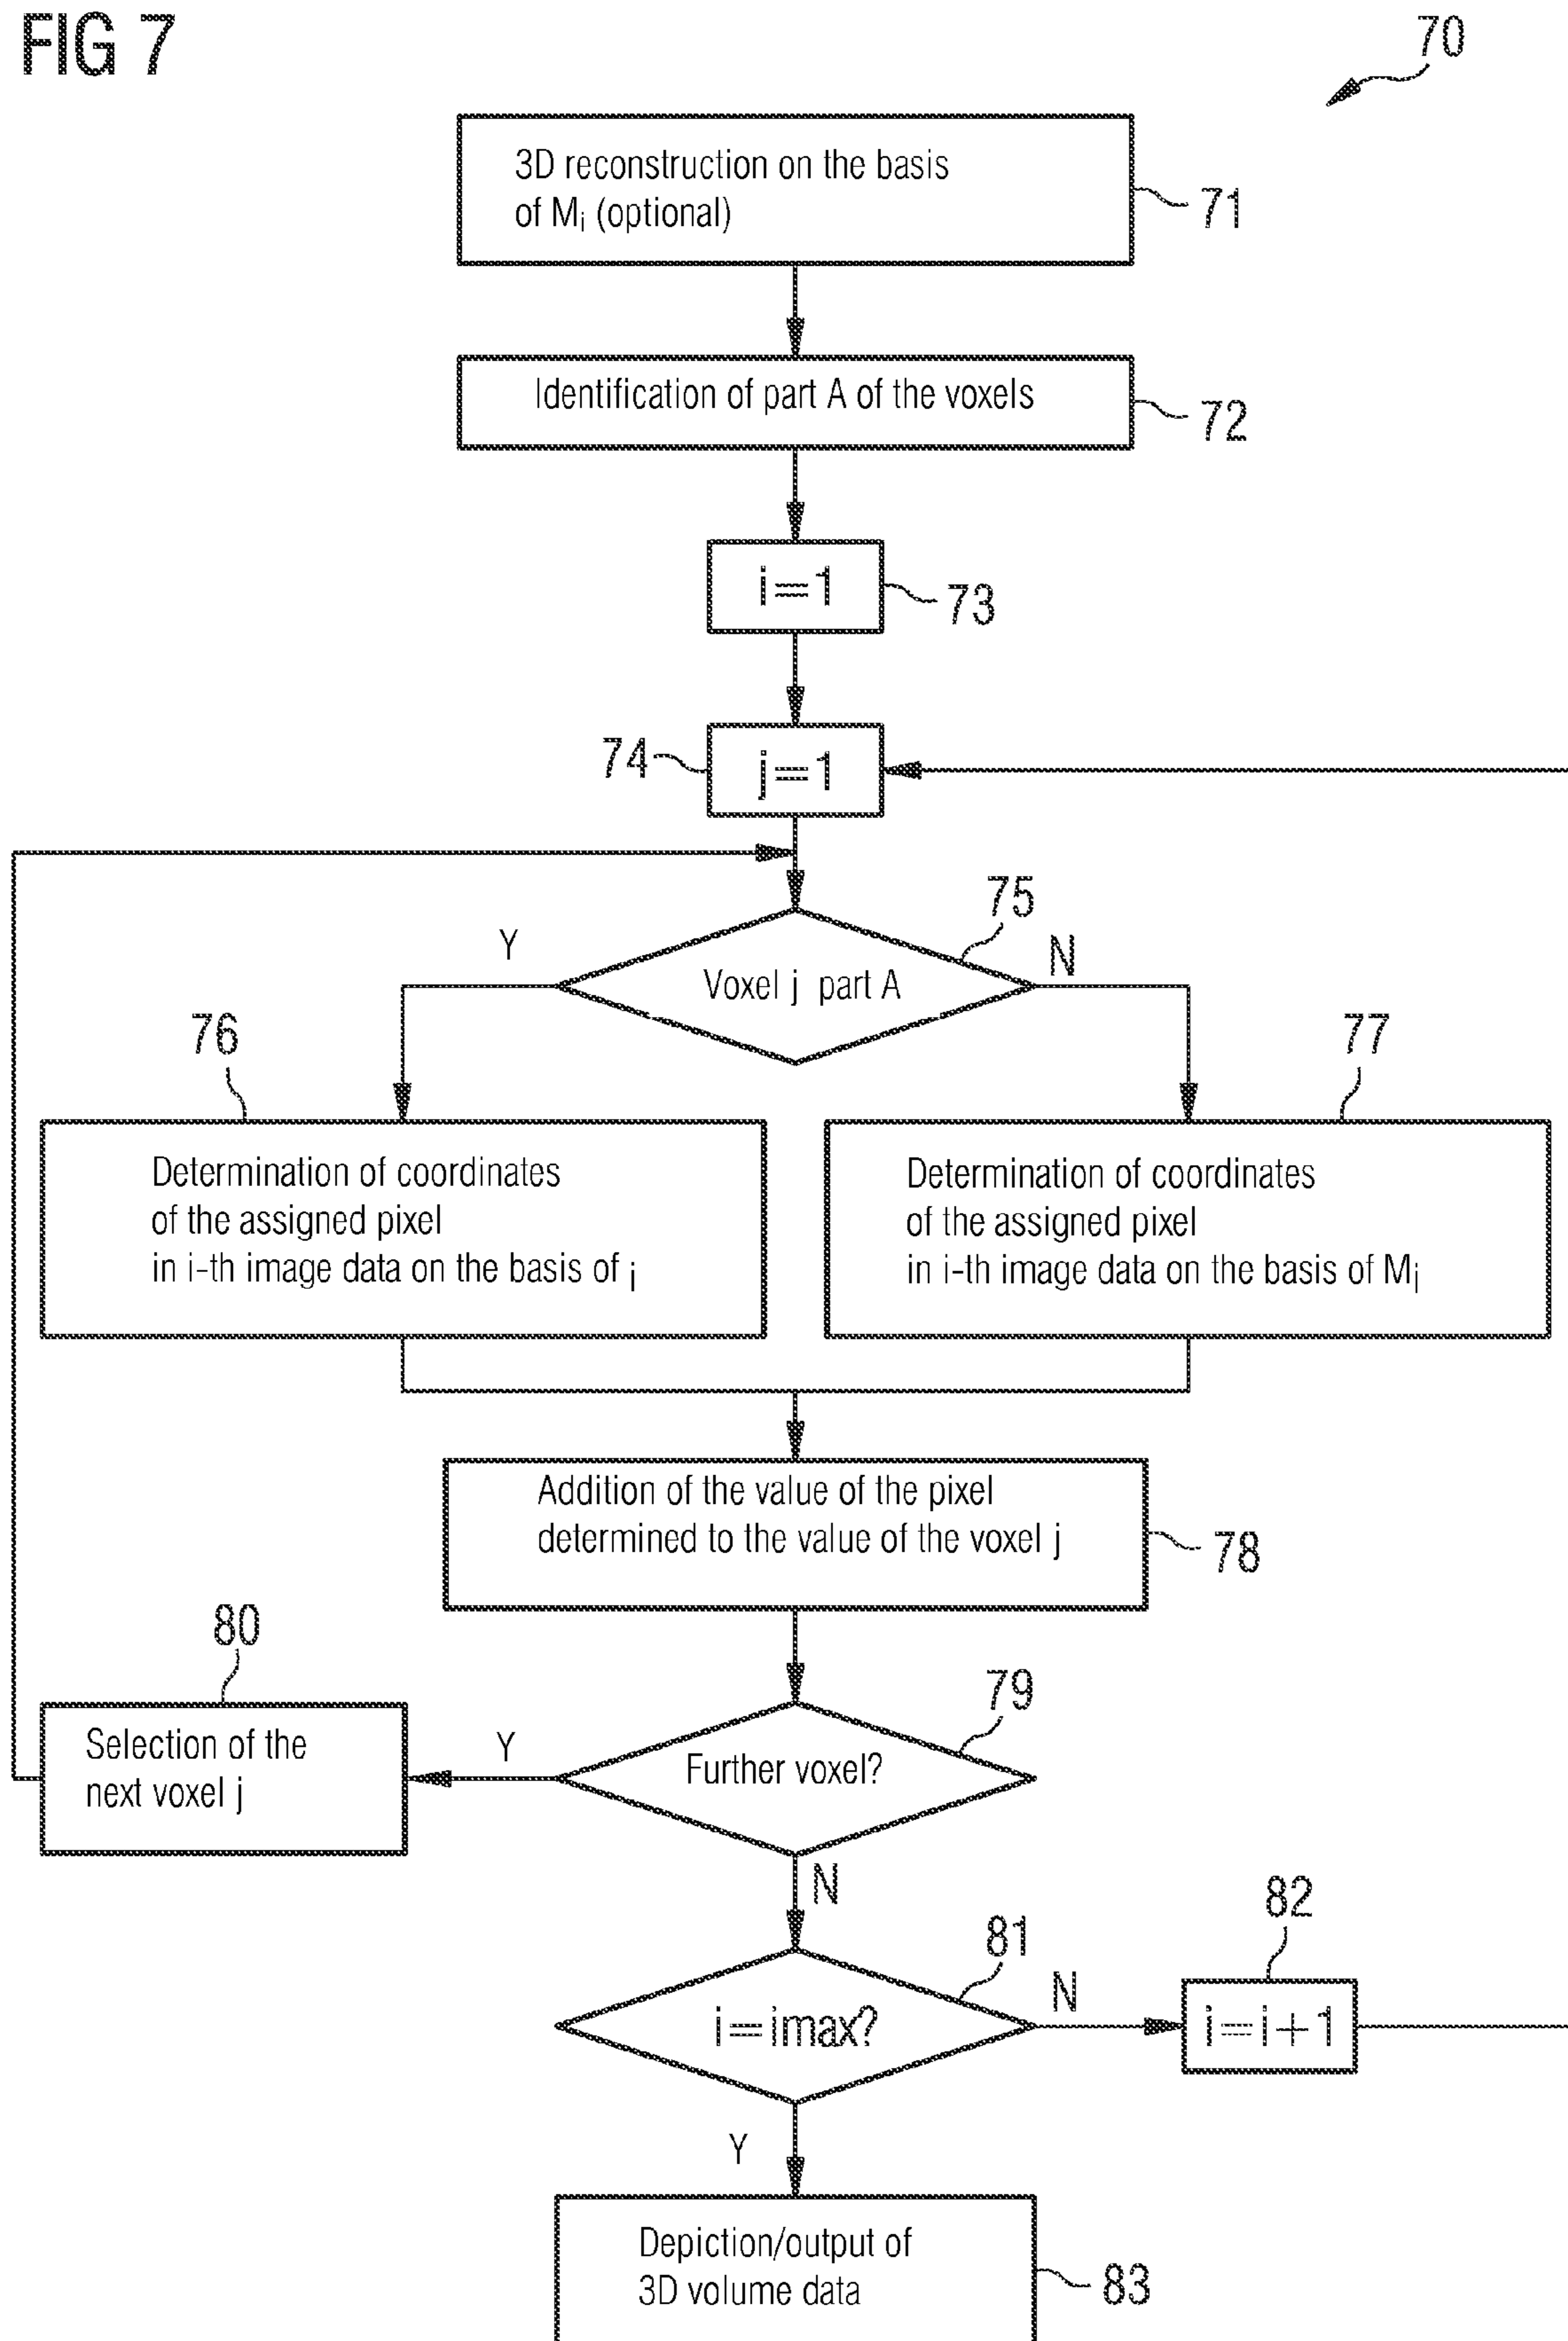 FIG 7
70
3D reconstruction on the basis
of Mi (optional)
71
Identification of part A of the voxels
72
i=1
73
74
j=1
75
Y
Voxel j part A
N
76
77
Determination of coordinates
of the assigned pixel
in i-th image data on the basis of i
Determination of coordinates
of the assigned pixel
in i-th image data on the basis of Mi
Addition of the value of the pixel
determined to the value of the voxel j
78
80
79
Selection of the
next voxel j
Y
Further voxel?
N
82
81
i=imax?
N
i=i+1
Y
Depiction/output of
3D volume data
83